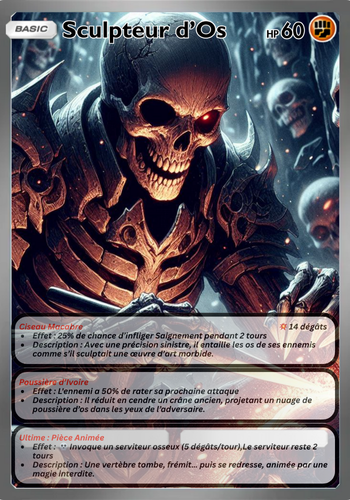 BASIC Sculpteur d'Os HP 60
Ciseau Macabre 14 dégâts
• Effet : 25% de chance d'infliger Saignement pendant 2 tours
• Description : Avec une précision sinistre, il entaille les os de ses ennemis
comme s'il sculptait une œuvre d'art morbide.
Poussière d'Ivoire
• Effet : L'ennemi a 50% de rater sa prochaine attaque
• Description : Il réduit en cendre un crâne ancien, projetant un nuage de
poussière d'os dans les yeux de l'adversaire.
Ultime : Pièce Animée
• Effet : Invoque un serviteur osseux (5 dégâts/tour),Le serviteur reste 2
tours
• Description : Une vertèbre tombe, frémit... puis se redresse, animée par une
magie interdite.